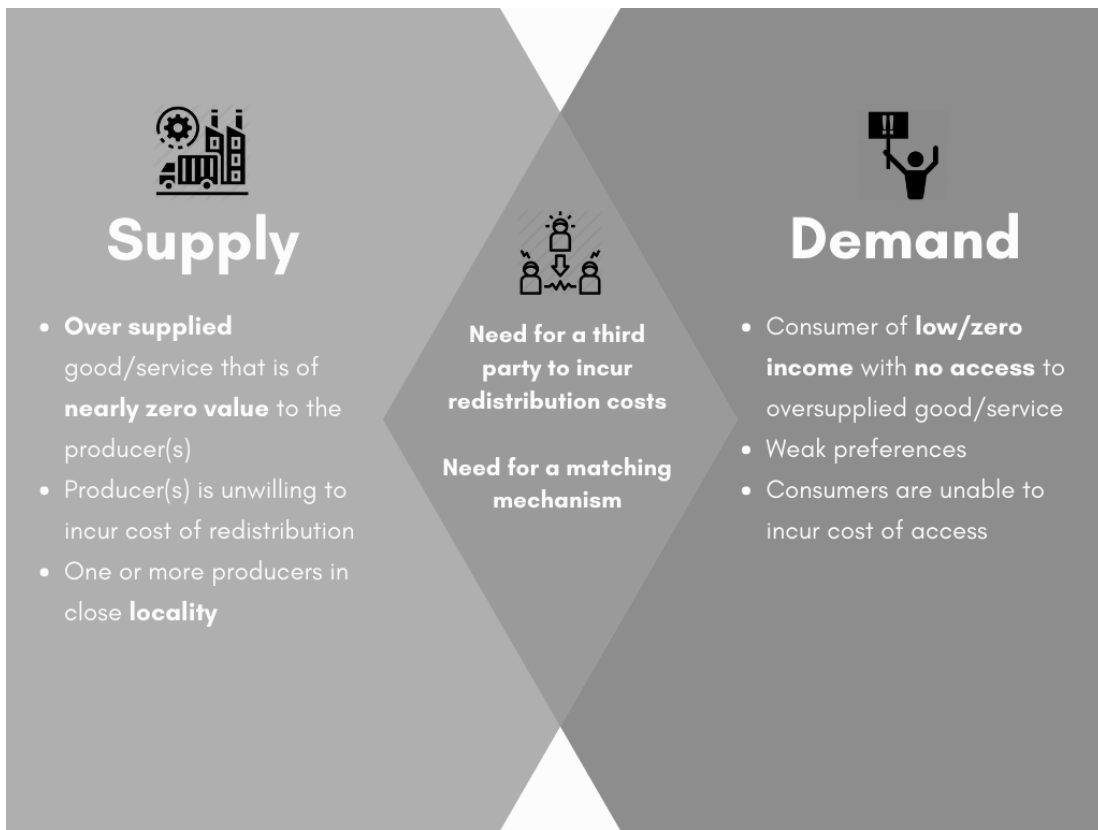 Supply
• Over supplied
good/service that is of
nearly zero value to the
producer(s)
• Producer(s) is unwilling to
incur cost of redistribution
• One or more producers in
close locality
Need for a third
party to incur
redistribution costs
Need for a matching
mechanism
!!
Demand
• Consumer of low/zero
income with no access to
oversupplied good/service
• Weak preferences
• Consumers are unable to
incur cost of access